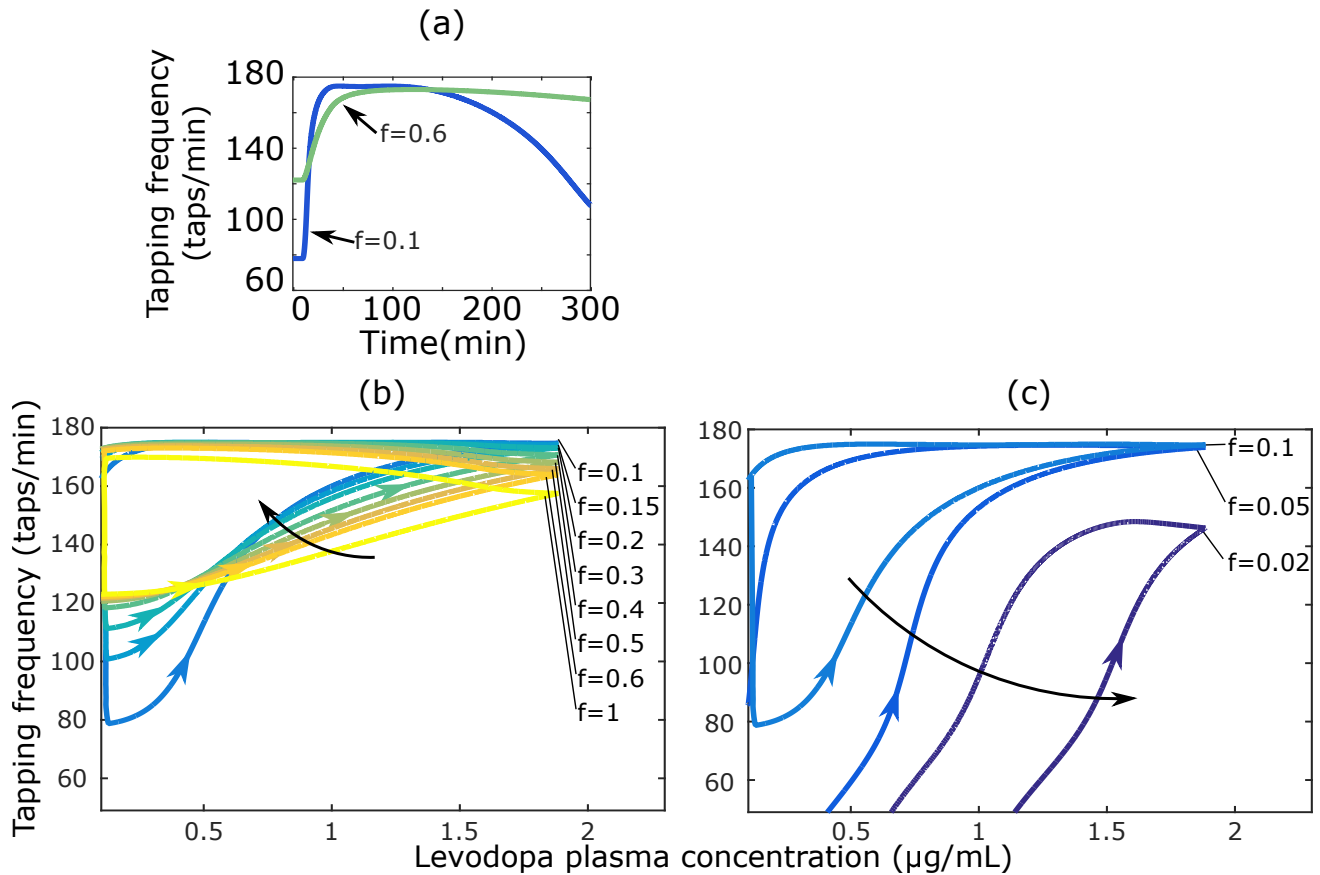 (a)
Tapping frequency
(taps/min)
180
140
100
60
f=0.6
f=0.1
0
100
200
300
Time(min)
(b)
Tapping frequency (taps/min)
180
160
140
120
100
80
60
0.5
1
1.5
2
f=0.1
f=0.15
f=0.2
f=0.3
f=0.4
f=0.5
f=0.6
f=1
(c)
180
160
140
120
100
80
60
0.5
1
1.5
2
f=0.1
f=0.05
f=0.02
Levodopa plasma concentration (μg/mL)